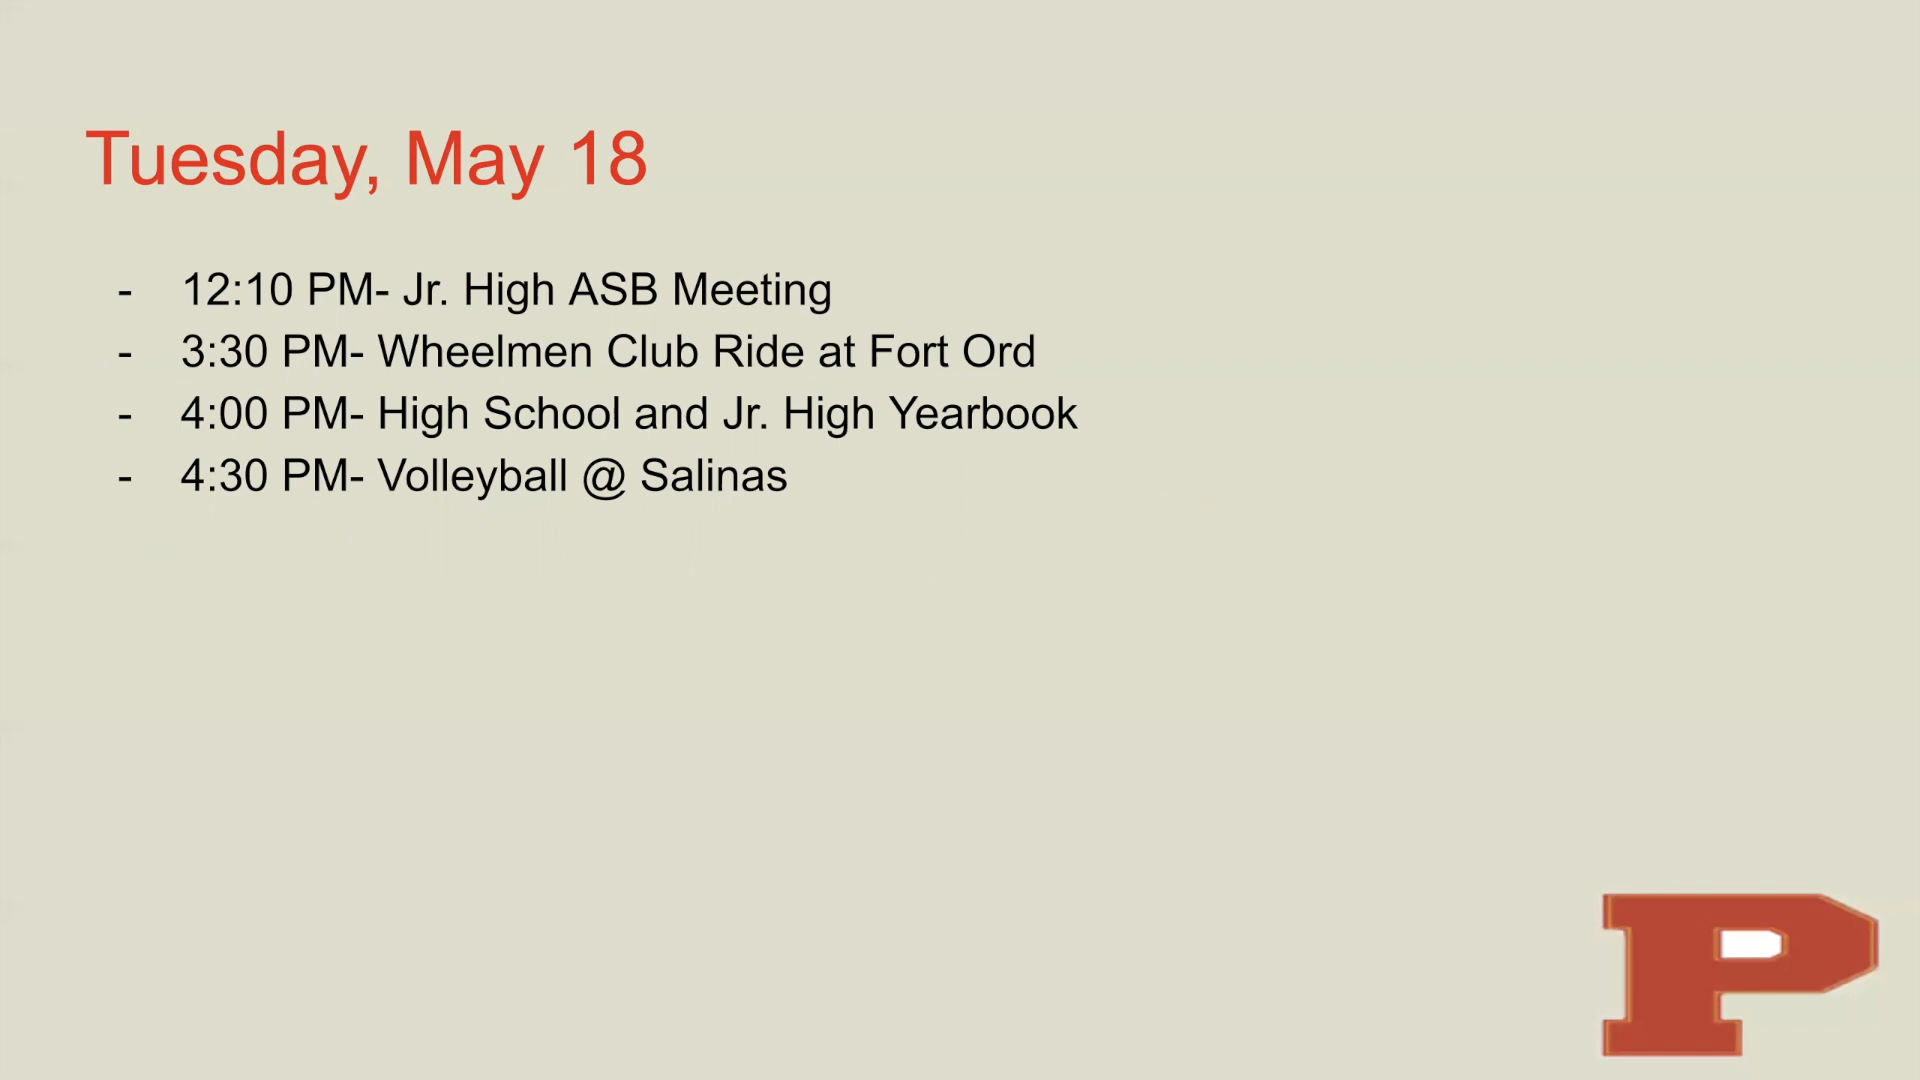 Tuesday, May 18
- 12:10 PM- Jr. High ASB Meeting
- 3:30 PM- Wheelmen Club Ride at Fort Ord
- 4:00 PM- High School and Jr. High Yearbook
- 4:30 PM- Volleyball @ Salinas
P